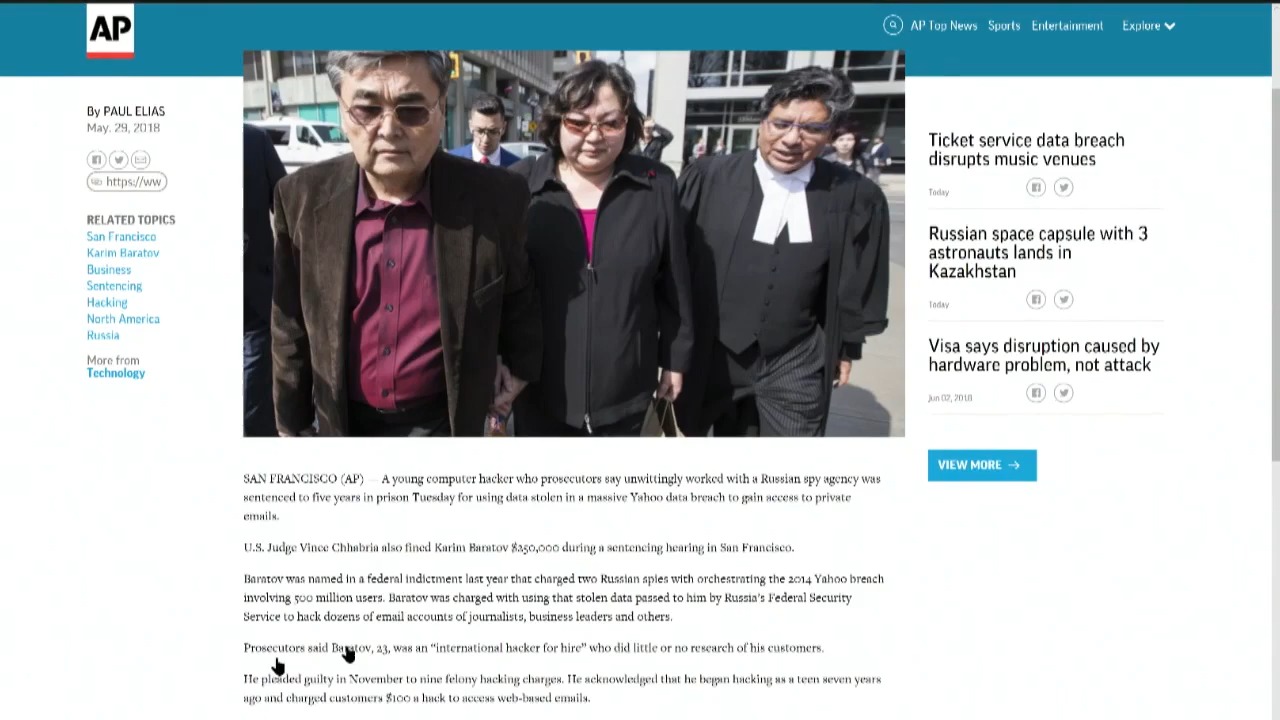 AP
AP Top News Sports Entertainment Explore
By PAUL ELIAS
May. 29, 2018
https://ww
RELATED TOPICS
San Francisco
Karim Baratov
Business
Sentencing
Hacking
North America
Russia
More from
Technology
SAN FRANCISCO (AP) — A young computer hacker who prosecutors say unwittingly worked with a Russian spy agency was
sentenced to five years in prison Tuesday for using data stolen in a massive Yahoo data breach to gain access to private
emails.
U.S. Judge Vince Chhabria also fined Karim Baratov $250,000 during a sentencing hearing in San Francisco.
Baratov was named in a federal indictment last year that charged two Russian spies with orchestrating the 2014 Yahoo breach
involving 500 million users. Baratov was charged with using that stolen data passed to him by Russia's Federal Security
Service to hack dozens of email accounts of journalists, business leaders and others.
Prosecutors said Baratov, 23, was an “international hacker for hire” who did little or no research of his customers.
He pleaded guilty in November to nine felony hacking charges. He acknowledged that he began hacking as a teen seven years
ago and charged customers $100 a hack to access web-based emails.
Ticket service data breach
disrupts music venues
Today
Russian space capsule with 3
astronauts lands in
Kazakhstan
Today
Visa says disruption caused by
hardware problem, not attack
Jun 02, 2018
VIEW MORE →